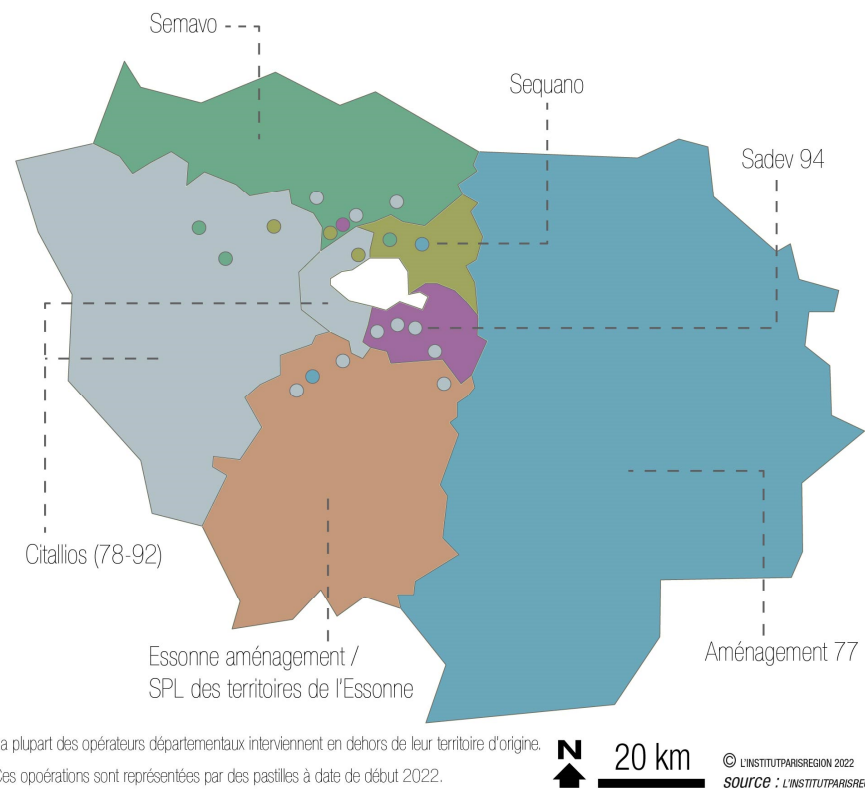 Semavo
Sequano
Sadev 94
Citallios (78-92)
Essonne aménagement /
SPL des territoires de l'Essonne
Aménagement 77
a plupart des opérateurs départementaux interviennent en dehors de leur territoire d'origine.
Ces opoérations sont représentées par des pastilles à date de début 2022.
N
20 km
© L'INSTITUTPARISREGION 2022
source : L'INSTITUTPARISRE